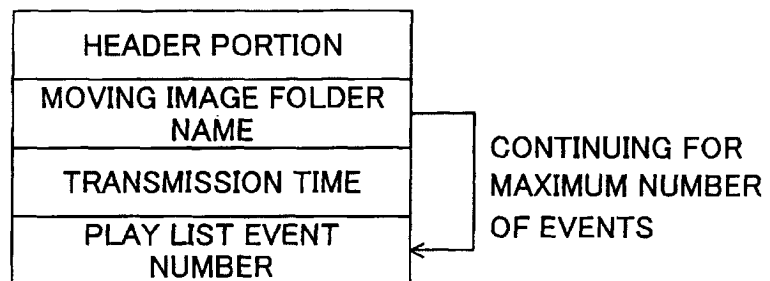 HEADER PORTION
MOVING IMAGE FOLDER
NAME
TRANSMISSION TIME
PLAY LIST EVENT
NUMBER
CONTINUING FOR
MAXIMUM NUMBER
OF EVENTS